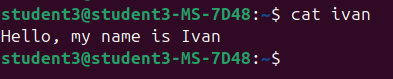 student3@student3-MS-7D48:~$ cat ivan
Hello, my name is Ivan
student3@student3-MS-7D48:~$